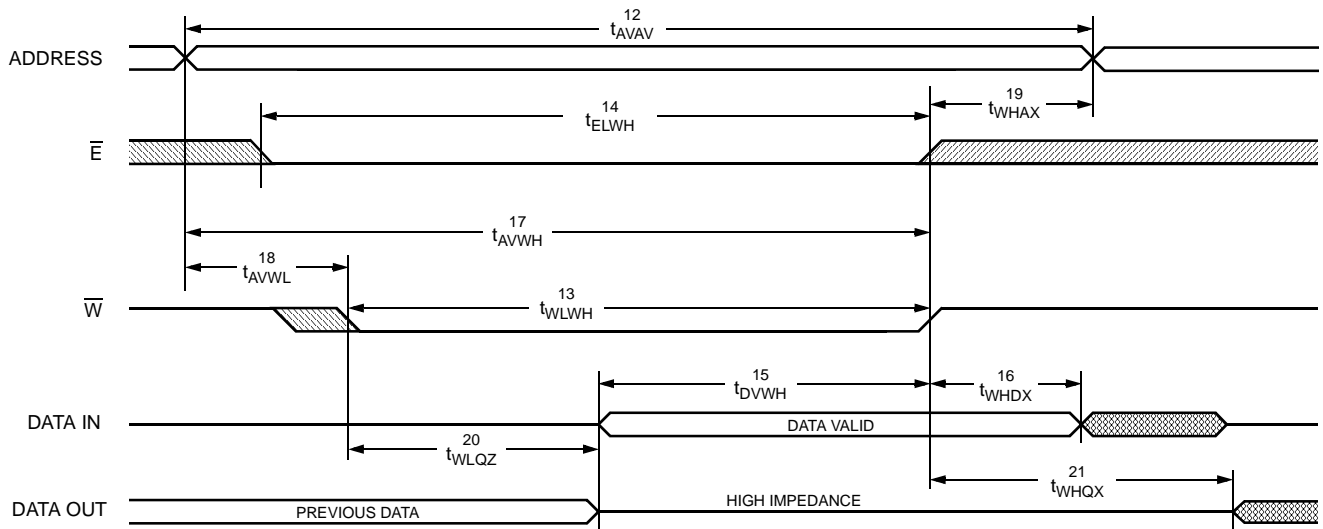 12
tAVAV
ADDRESS
14
tELWH
19
tWHAX
E
17
tAVWH
18
tAVWL
W
13
tWLWH
15
tDVWH
16
tWHDX
DATA IN
DATA VALID
20
tWLQZ
21
tWHQX
DATA OUT
PREVIOUS DATA
HIGH IMPEDANCE